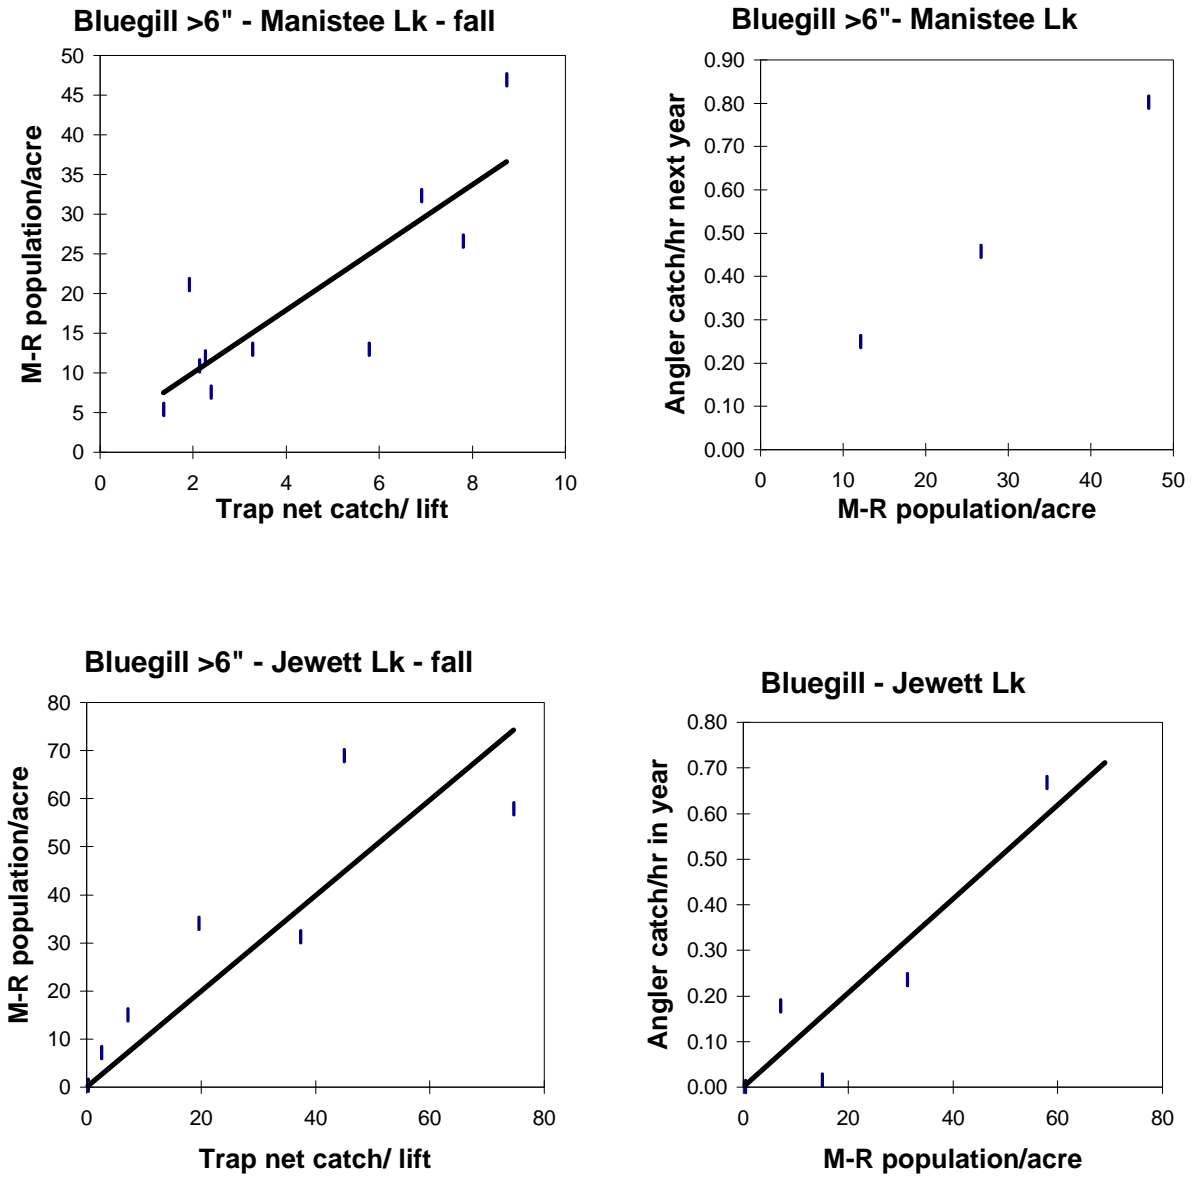 Bluegill >6" - Manistee Lk - fall
50
45
40
35
30
25
20
15
10
5
0
M-R population/acre
0 2 4 6 8 10
Trap net catch/ lift
Bluegill >6"- Manistee Lk
0.90
0.80
0.70
0.60
0.50
0.40
0.30
0.20
0.10
0.00
Angler catch/hr next year
0 10 20 30 40 50
M-R population/acre
Bluegill >6" - Jewett Lk - fall
80
70
60
50
40
30
20
10
0
M-R population/acre
0 20 40 60 80
Trap net catch/ lift
Bluegill - Jewett Lk
0.80
0.70
0.60
0.50
0.40
0.30
0.20
0.10
0.00
Angler catch/hr in year
0 20 40 60 80
M-R population/acre